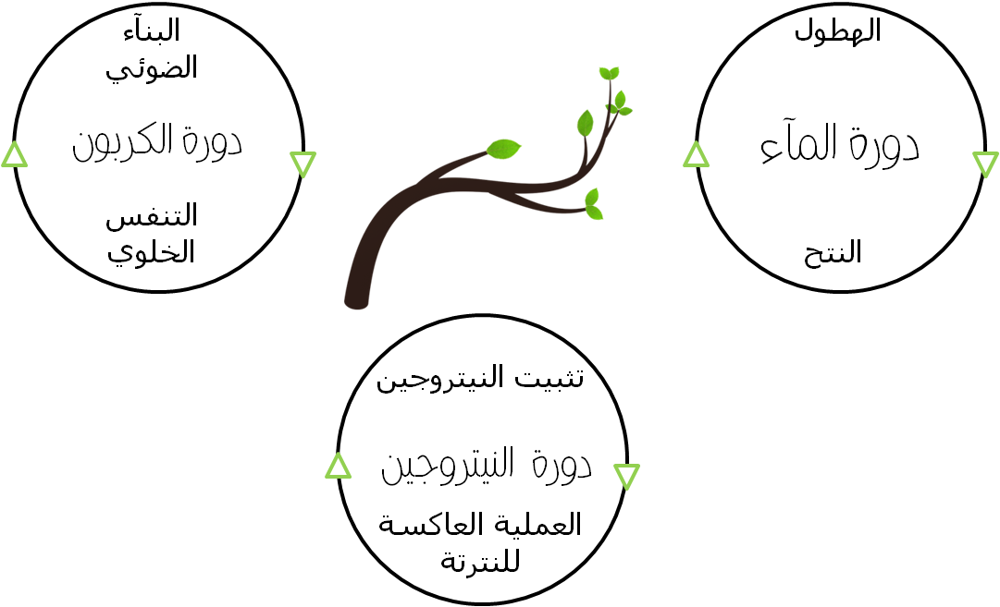 الهطول
دورة المآء
النتح
البنآء
الضوئي
دورة الكربون
التنفس
الخلوي
تثبيت النيتروجين
دورة النيتروجين
العملية العاكسة
للنترتة